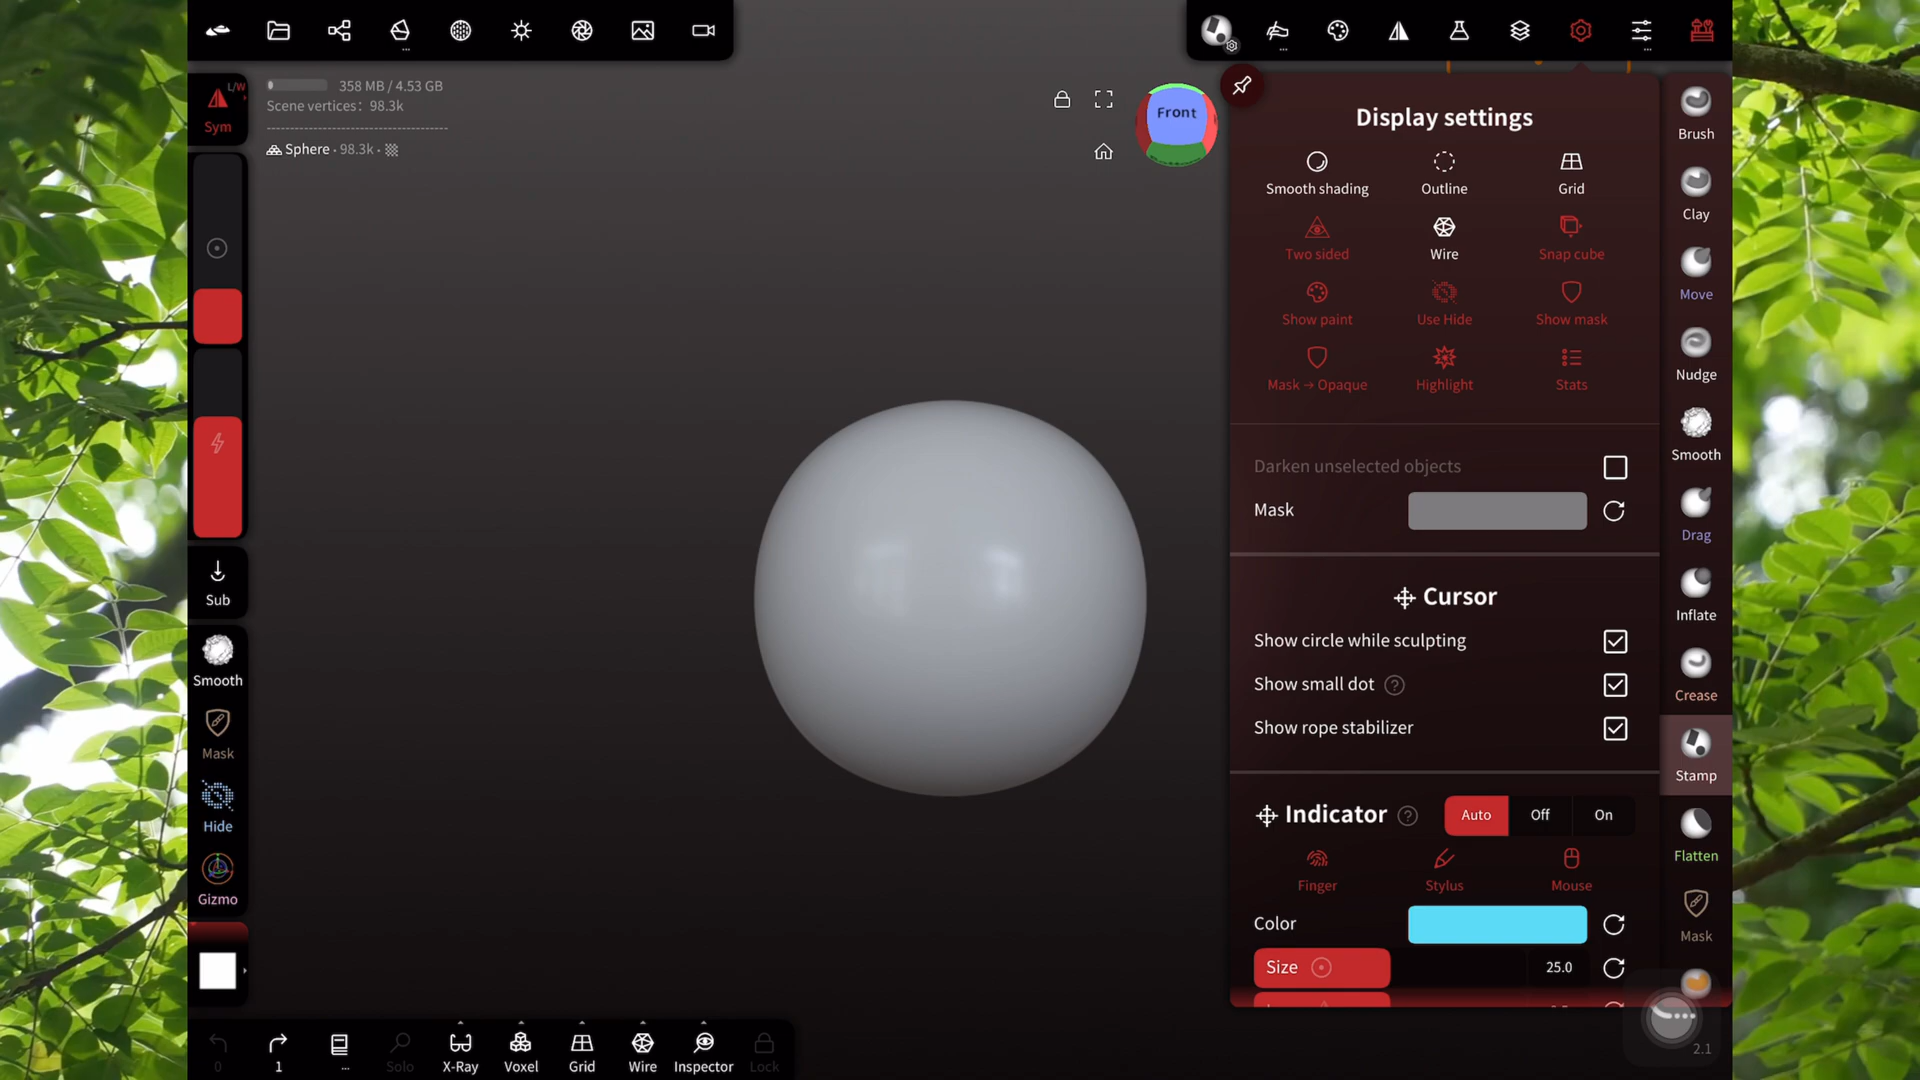 358 MB / 4.53 GB
Scene vertices: 98.3k
Sphere · 98.3k ·
L/W
Sym
Sub
Smooth
Mask
Hide
Gizmo
0
1
...
Solo
X-Ray
Voxel
Grid
Wire
Inspector
Lock
Front
Display settings
Smooth shading
Outline
Grid
Two sided
Wire
Snap cube
Show paint
Use Hide
Show mask
Mask → Opaque
Highlight
Stats
Darken unselected objects
Mask
Cursor
Show circle while sculpting
Show small dot ?
Show rope stabilizer
Indicator ? Auto Off On
Finger
Stylus
Mouse
Color
Size 25.0
Brush
Clay
Move
Nudge
Smooth
Drag
Inflate
Crease
Stamp
Flatten
Mask
2.1